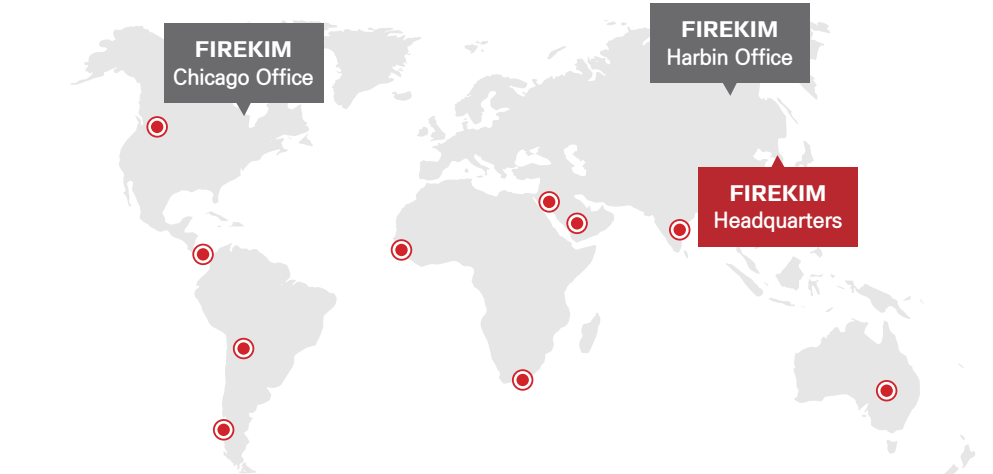 FIREKIM
Chicago Office
FIREKIM
Harbin Office
FIREKIM
Headquarters